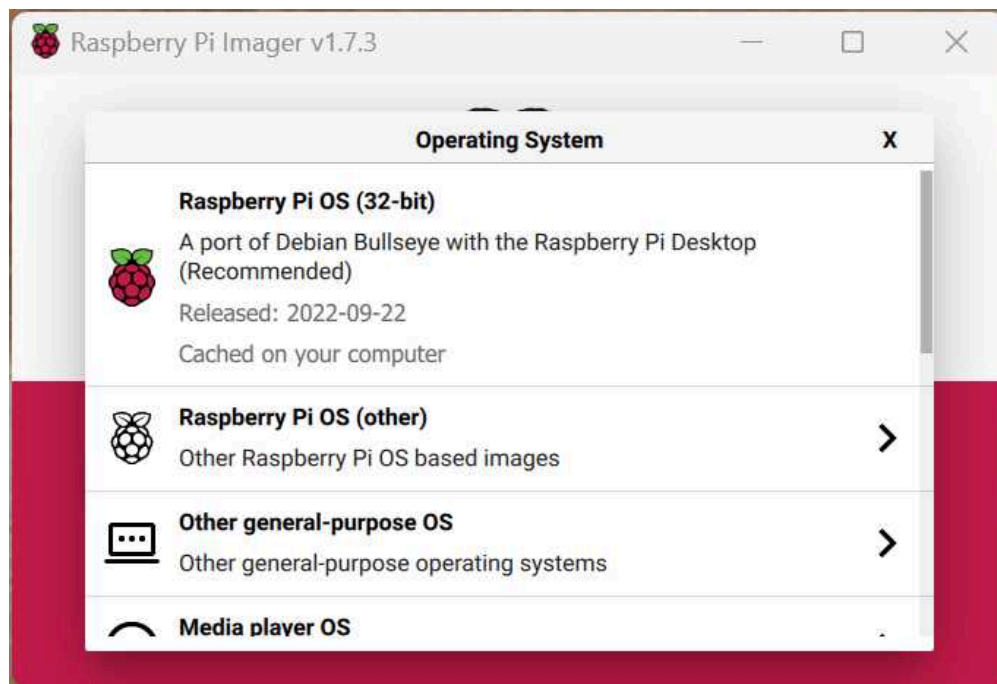 Raspberry Pi Imager v1.7.3
Operating System X
Raspberry Pi OS (32-bit)
A port of Debian Bullseye with the Raspberry Pi Desktop
(Recommended)
Released: 2022-09-22
Cached on your computer
Raspberry Pi OS (other)
Other Raspberry Pi OS based images
Other general-purpose OS
Other general-purpose operating systems
Media player OS